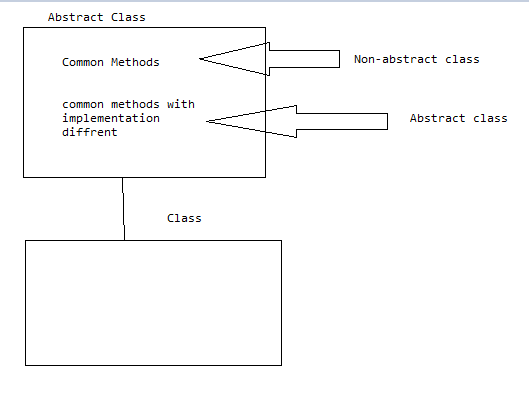 Abstract Class
Common Methods
Non-abstract class
common methods with
implementation
diffrent
Abstract class
Class